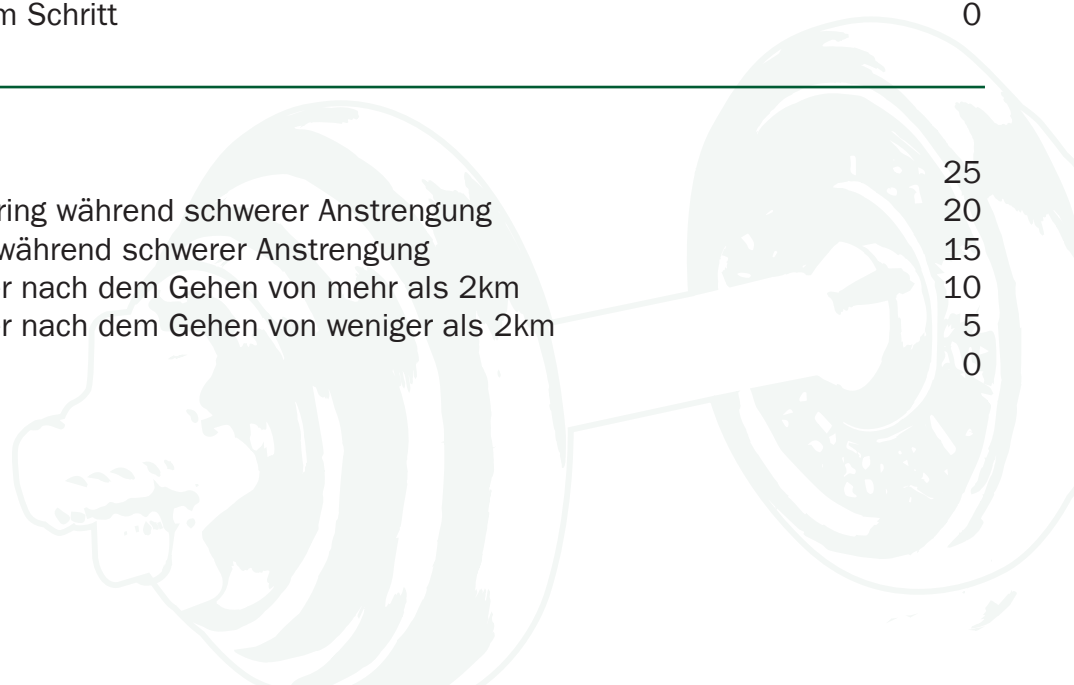 m Schritt 0
25
ring während schwerer Anstrengung 20
während schwerer Anstrengung 15
r nach dem Gehen von mehr als 2km 10
r nach dem Gehen von weniger als 2km 5
0